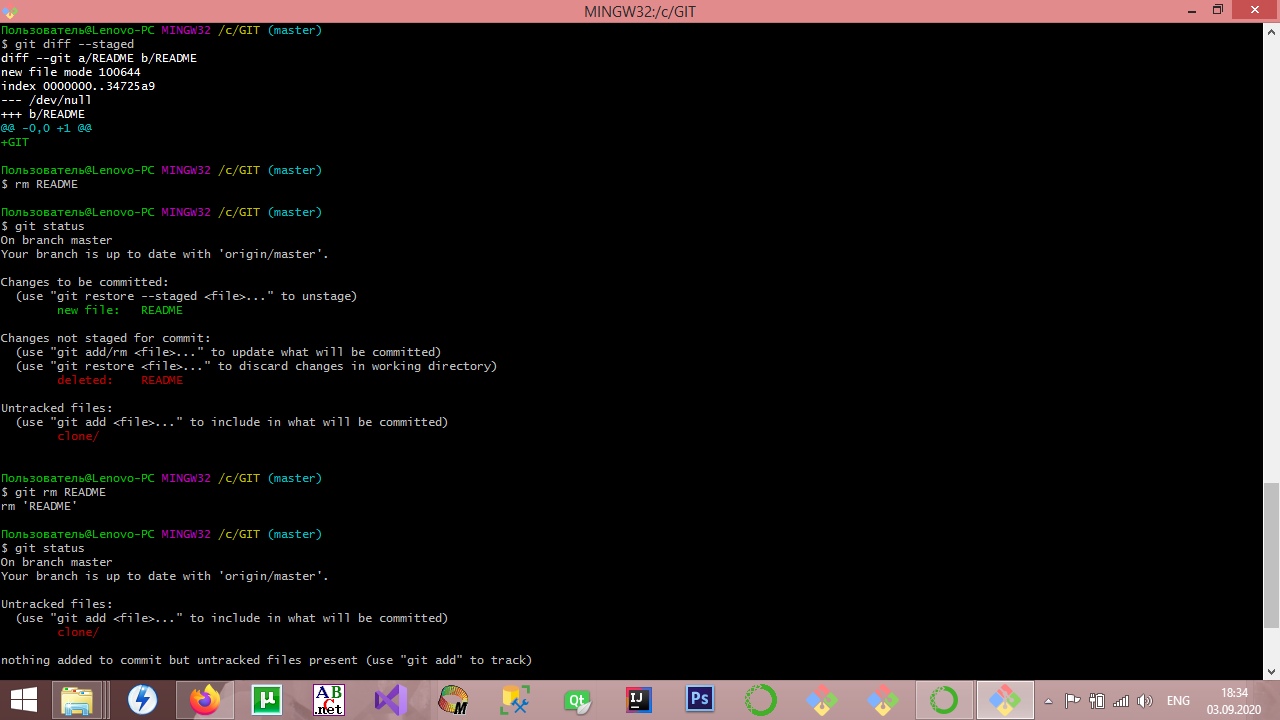 MINGW32:/c/GIT
Пользователь@Lenovo-PC MINGW32 /c/GIT (master)
$ git diff --staged
diff --git a/README b/README
new file mode 100644
index 0000000..34725a9
--- /dev/null
+++ b/README
@@ -0,0 +1 @@
+GIT
Пользователь@Lenovo-PC MINGW32 /c/GIT (master)
$ rm README
Пользователь@Lenovo-PC MINGW32 /c/GIT (master)
$ git status
On branch master
Your branch is up to date with 'origin/master'.
Changes to be committed:
(use "git restore --staged <file>..." to unstage)
new file:   README
Changes not staged for commit:
(use "git add/rm <file>..." to update what will be committed)
(use "git restore <file>..." to discard changes in working directory)
deleted:    README
Untracked files:
(use "git add <file>..." to include in what will be committed)
clone/
Пользователь@Lenovo-PC MINGW32 /c/GIT (master)
$ git rm README
rm 'README'
Пользователь@Lenovo-PC MINGW32 /c/GIT (master)
$ git status
On branch master
Your branch is up to date with 'origin/master'.
Untracked files:
(use "git add <file>..." to include in what will be committed)
clone/
nothing added to commit but untracked files present (use "git add" to track)
µ
ABC
.net
M
Qt
IJ
Ps
ENG
18:34
03.09.2020